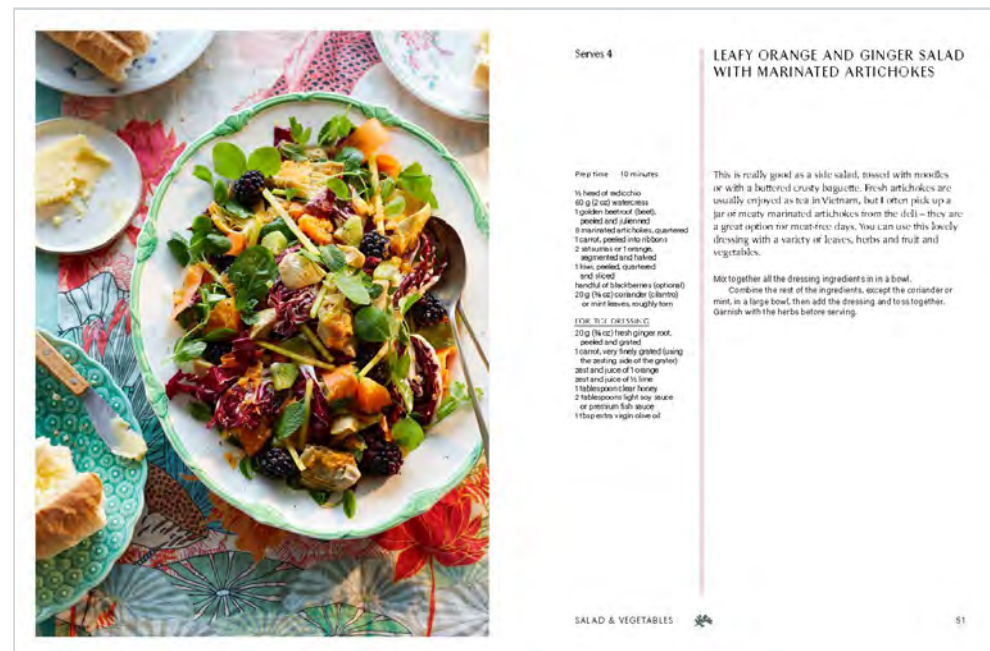 Serves 4
LEAFY ORANGE AND GINGER SALAD
WITH MARINATED ARTICHOKES
Prep time 10 minutes
½ head of radicchio
60 g (2 oz) watercress
1 golden beetroot (beet),
peeled and julienned
8 marinated artichokes, quartered
1 carrot, peeled into ribbons
2 satsumas or 1 orange,
segmented and halved
1 kiwi, peeled, quartered
and sliced
handful of blackberries (optional)
20 g (¾ oz) coriander (cilantro)
or mint leaves, roughly torn
FOR THE DRESSING
20 g (¾ oz) fresh ginger root,
peeled and grated
1 carrot, very finely grated (using
the zesting side of the grater)
zest and juice of 1 orange
zest and juice of ½ lime
1 tablespoon clear honey
2 tablespoons light soy sauce
or premium fish sauce
1 tbsp extra virgin olive oil
This is really good as a side salad, tossed with noodles
or with a buttered crusty baguette. Fresh artichokes are
usually enjoyed as tea in Vietnam, but I often pick up a
jar of meaty marinated artichokes from the deli – they are
a great option for meat-free days. You can use this lovely
dressing with a variety of leaves, herbs and fruit and
vegetables.
Mix together all the dressing ingredients in in a bowl.
Combine the rest of the ingredients, except the coriander or
mint, in a large bowl, then add the dressing and toss together.
Garnish with the herbs before serving.
SALAD & VEGETABLES
51